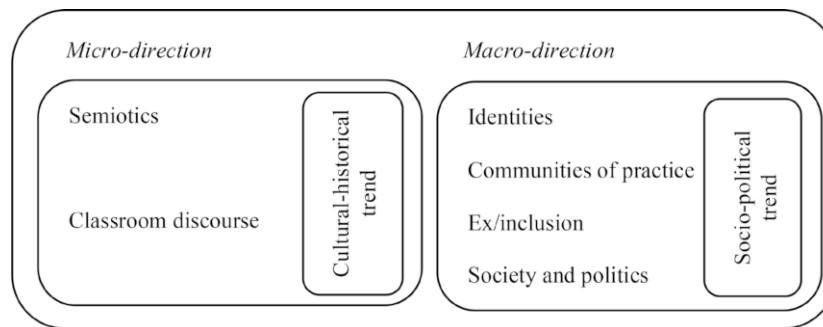 Micro-direction
Semiotics
Classroom discourse
Cultural-historical
trend
Macro-direction
Identities
Communities of practice
Ex/inclusion
Society and politics
Socio-political
trend